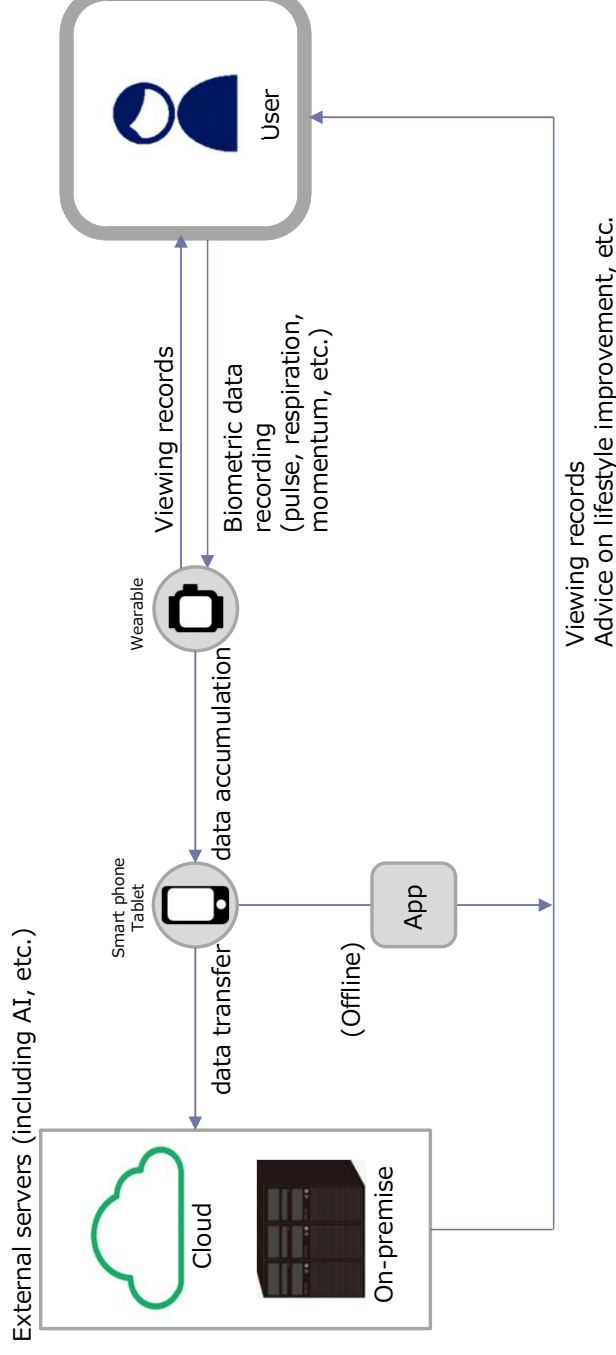 External servers (including AI, etc.)
Cloud
On-premise
data transfer
Smart phone
Tablet
(Offline)
App
data accumulation
Wearable
Viewing records
Biometric data
recording
(pulse, respiration,
momentum, etc.)
User
Viewing records
Advice on lifestyle improvement, etc.